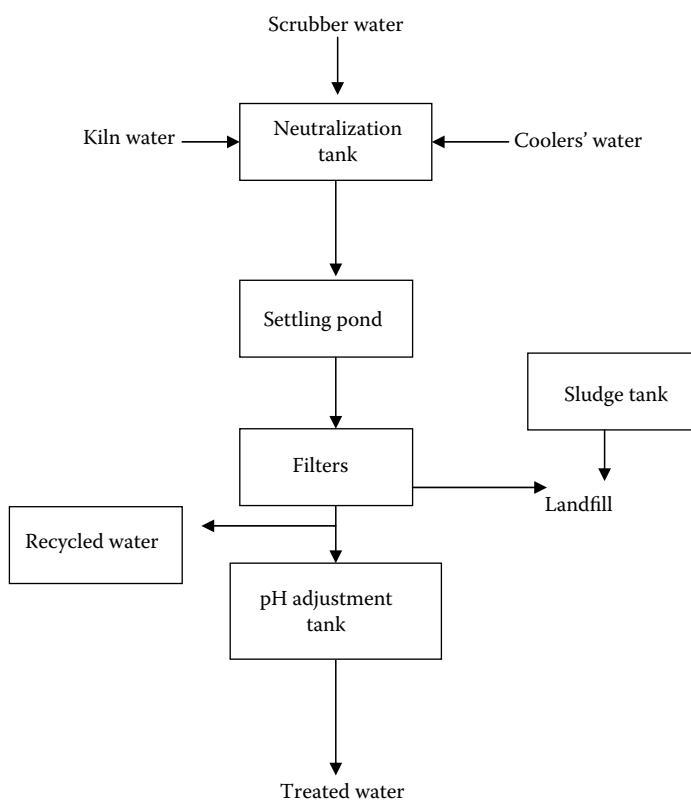 Scrubber water
Kiln water
Neutralization
tank
Coolers’ water
Settling pond
Sludge tank
Filters
Landfill
Recycled water
pH adjustment
tank
Treated water